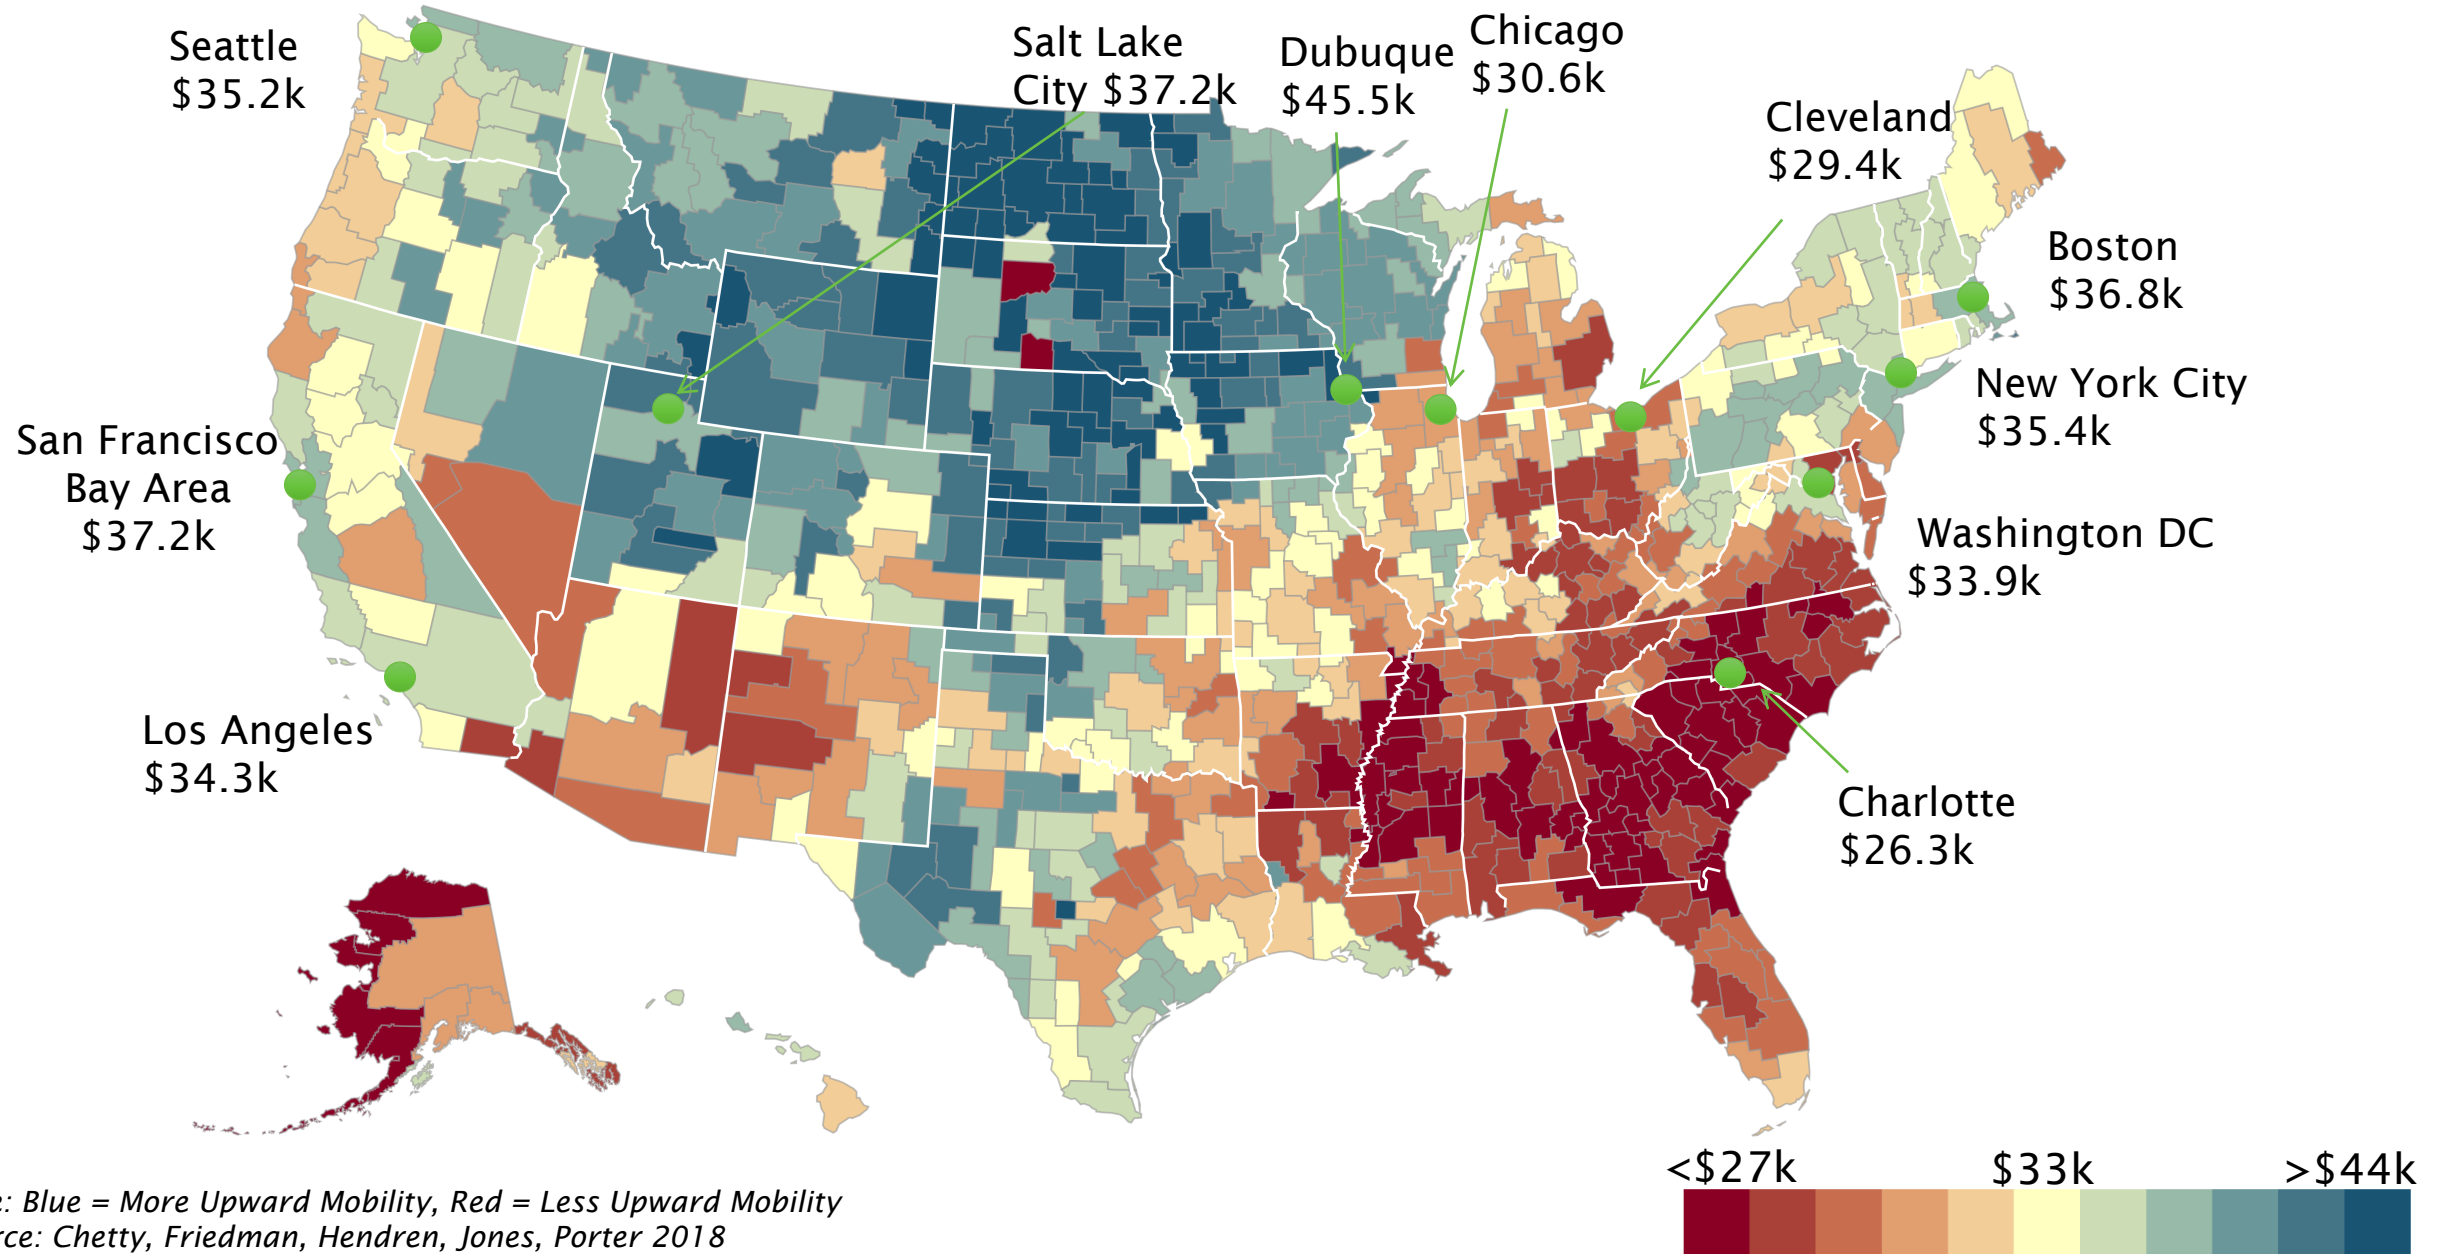 Seattle
$35.2k
Salt Lake
City $37.2k
Dubuque
$45.5k
Chicago
$30.6k
Cleveland
$29.4k
Boston
$36.8k
New York City
$35.4k
San Francisco
Bay Area
$37.2k
Washington DC
$33.9k
Los Angeles
$34.3k
Charlotte
$26.3k
<$27k $33k >$44k
: Blue = More Upward Mobility, Red = Less Upward Mobility
rce: Chetty, Friedman, Hendren, Jones, Porter 2018